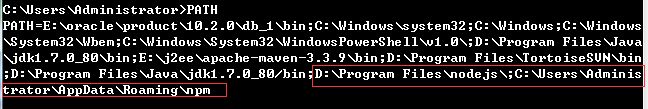 C:\Users\Administrator>PATH
PATH=E:\oracle\product\10.2.0\db_1\bin;C:\Windows\system32;C:\Windows;C:\Windows
\System32\Wbem;C:\Windows\System32\WindowsPowerShell\v1.0\;D:\Program Files\Java
\jdk1.7.0_80\bin;E:\j2ee\apache-maven-3.3.9\bin;D:\Program Files\TortoiseSVN\bin
;D:\Program Files\Java\jdk1.7.0_80/bin;D:\Program Files\nodejs\;C:\Users\Adminis
trator\AppData\Roaming\npm